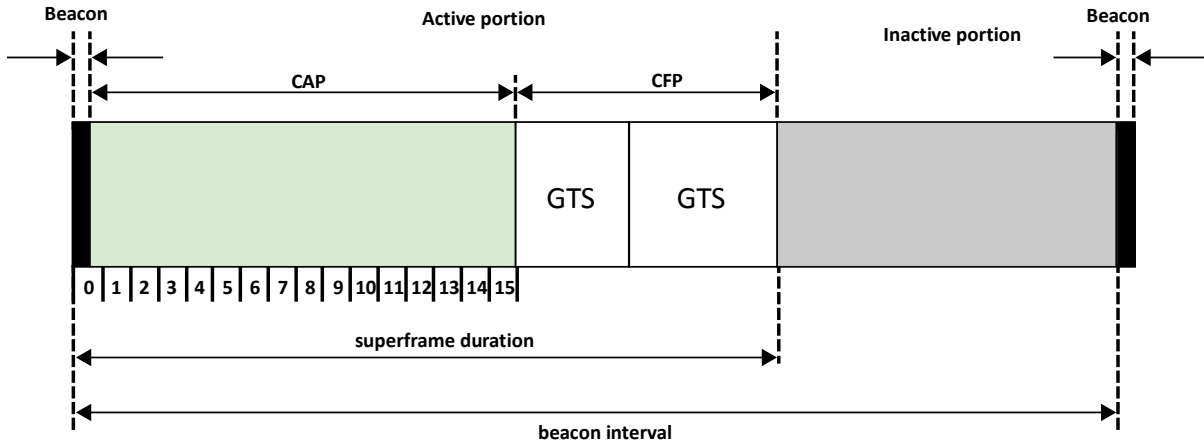 Beacon
Active portion
Inactive portion
Beacon
CAP
CFP
GTS
GTS
0 1 2 3 4 5 6 7 8 9 10 11 12 13 14 15
superframe duration
beacon interval